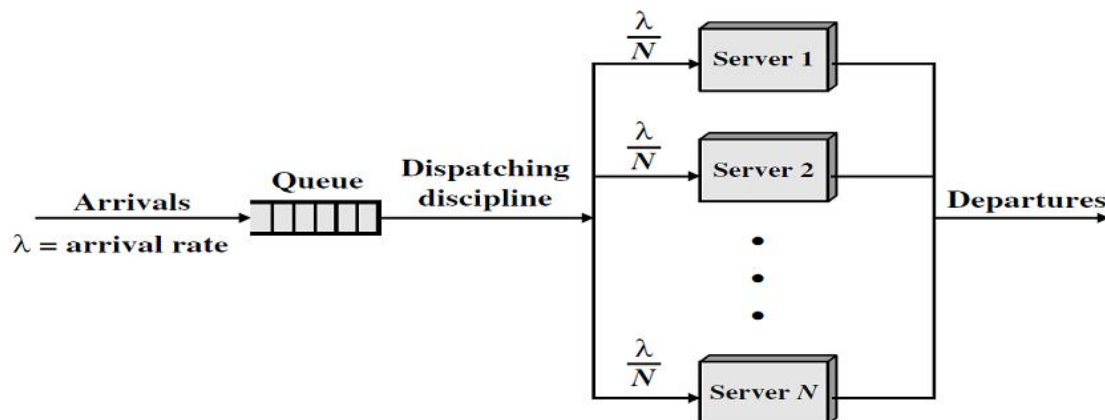 λ
N
Server 1
λ
N
Server 2
Queue
Dispatching
discipline
Arrivals
λ = arrival rate
Departures
λ
N
Server N